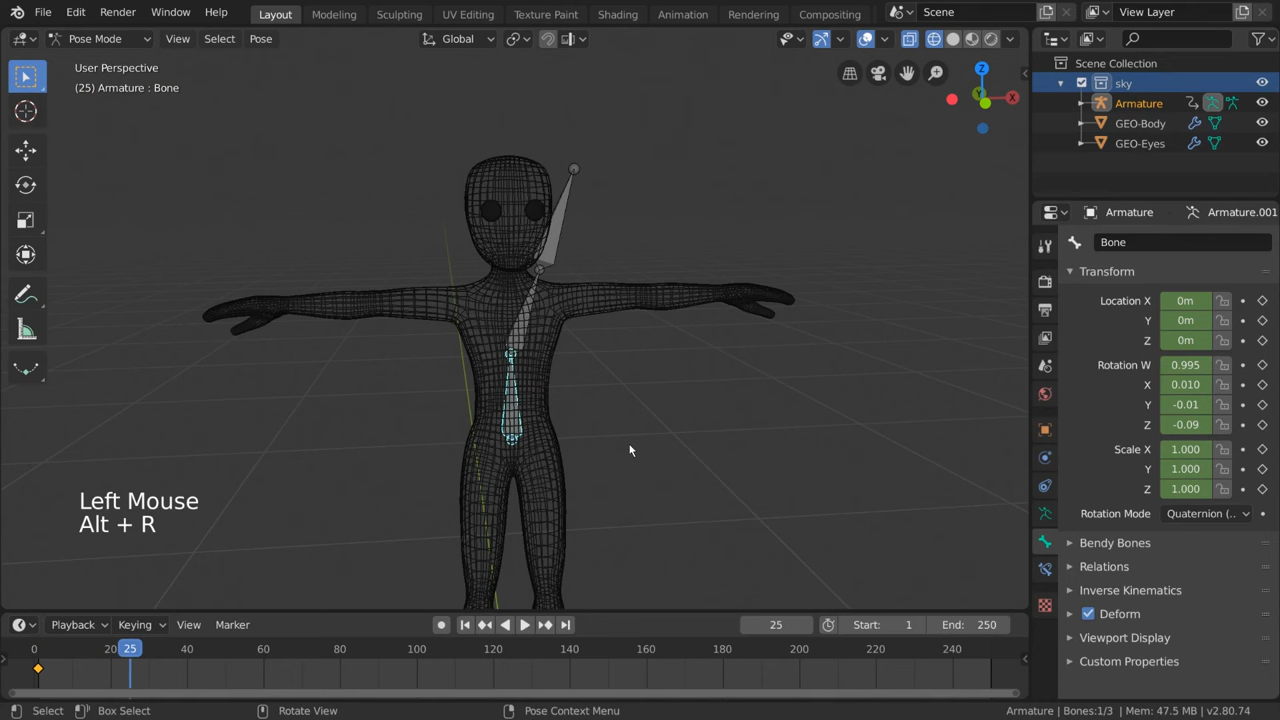 File Edit Render Window Help Layout Modeling Sculpting UV Editing Texture Paint Shading Animation Rendering Compositing Scene View Layer
Pose Mode View Select Pose Global
User Perspective
(25) Armature : Bone
Z
Y
X
Scene Collection
sky
Armature
GEO-Body
GEO-Eyes
Armature Armature.001
Bone
Transform
Location X 0m
Y 0m
Z 0m
Rotation W 0.995
X 0.010
Y -0.01
Z -0.09
Scale X 1.000
Y 1.000
Z 1.000
Rotation Mode Quaternion (..
Bendy Bones
Relations
Inverse Kinematics
Deform
Viewport Display
Custom Properties
Left Mouse
Alt + R
Playback Keying View Marker 25 Start: 1 End: 250
0 20 25 40 60 80 100 120 140 160 180 200 220 240
Select Box Select Rotate View Pose Context Menu Armature | Bones:1/3 | Mem: 47.5 MB | v2.80.74